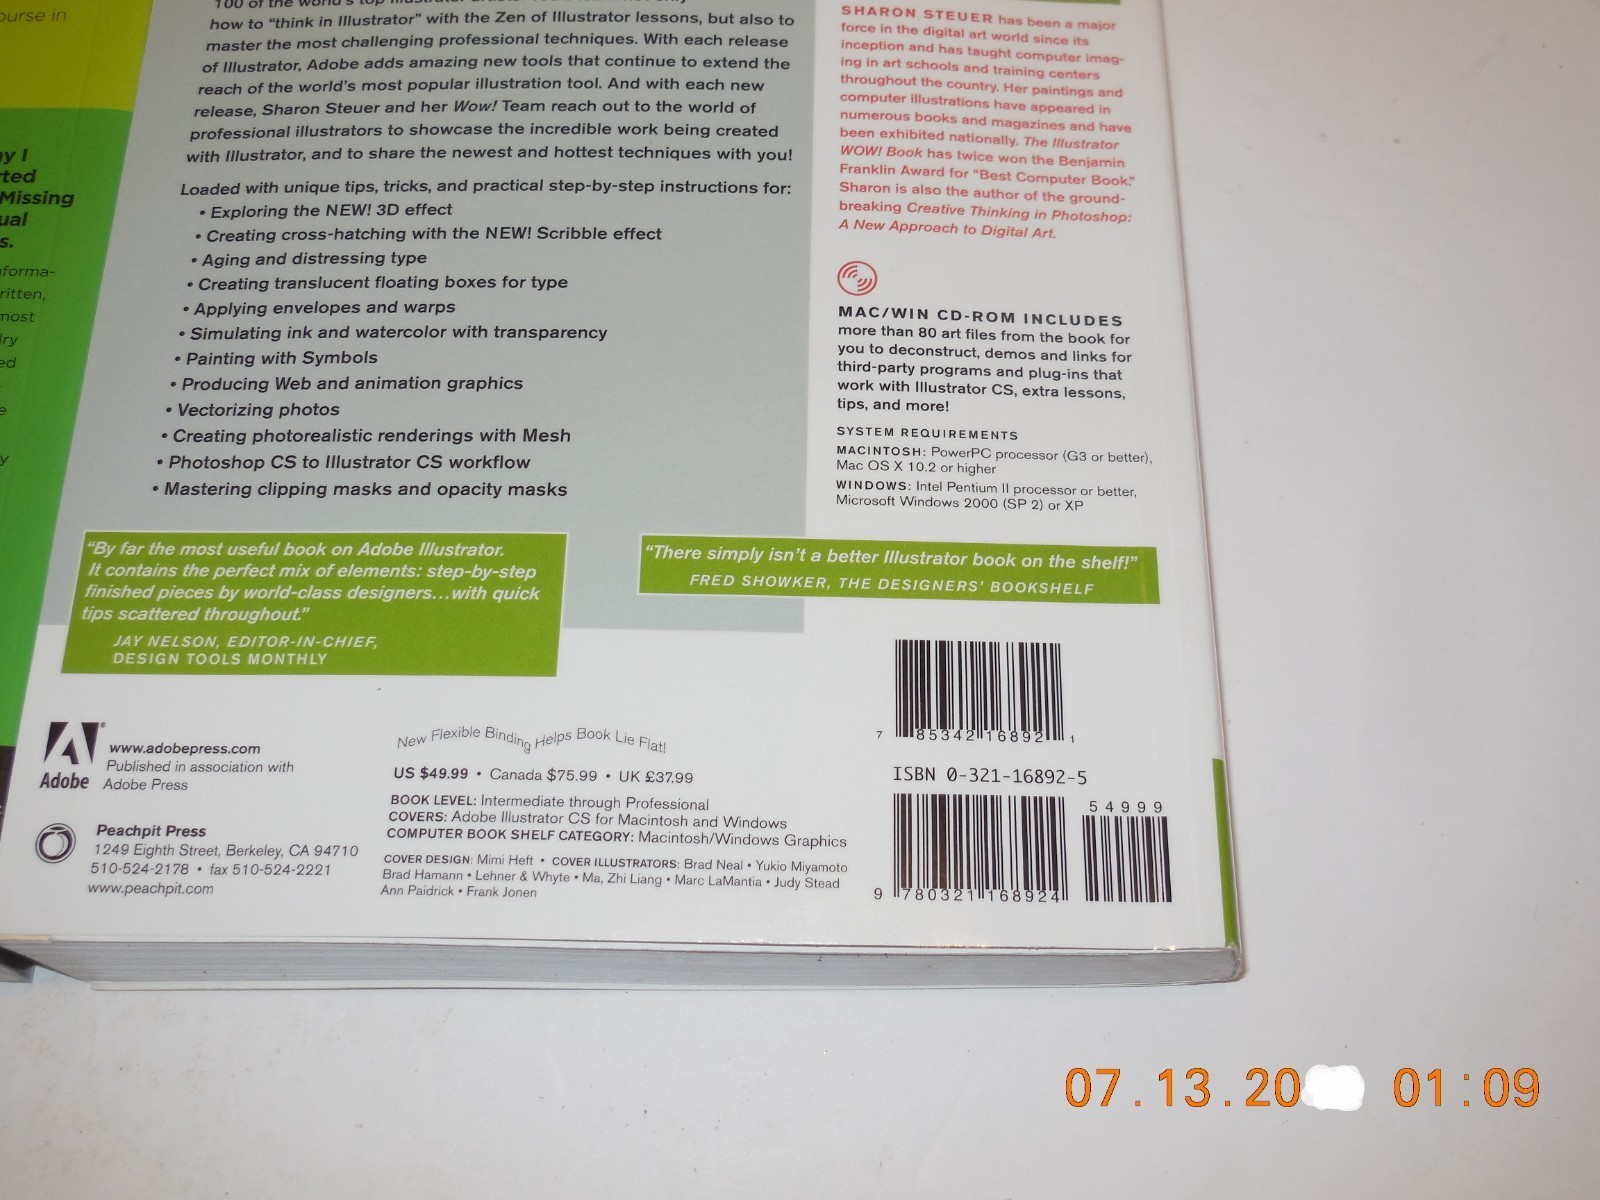 ourse in
ay I
rted
Missing
ual
s.
nforma-
ritten,
most
dry
ed
e
y
100 of the world's top Illustrator
how to "think in Illustrator" with the Zen of Illustrator lessons, but also to
master the most challenging professional techniques. With each release
of Illustrator, Adobe adds amazing new tools that continue to extend the
reach of the world's most popular illustration tool. And with each new
release, Sharon Steuer and her Wow! Team reach out to the world of
professional illustrators to showcase the incredible work being created
with Illustrator, and to share the newest and hottest techniques with you!
Loaded with unique tips, tricks, and practical step-by-step instructions for:
• Exploring the NEW! 3D effect
• Creating cross-hatching with the NEW! Scribble effect
• Aging and distressing type
• Creating translucent floating boxes for type
• Applying envelopes and warps
• Simulating ink and watercolor with transparency
• Painting with Symbols
• Producing Web and animation graphics
• Vectorizing photos
• Creating photorealistic renderings with Mesh
• Photoshop CS to Illustrator CS workflow
• Mastering clipping masks and opacity masks
"By far the most useful book on Adobe Illustrator.
It contains the perfect mix of elements: step-by-step
finished pieces by world-class designers...with quick
tips scattered throughout."
JAY NELSON, EDITOR-IN-CHIEF,
DESIGN TOOLS MONTHLY
SHARON STEUER has been a major
force in the digital art world since its
inception and has taught computer imag-
ing in art schools and training centers
throughout the country. Her paintings and
computer illustrations have appeared in
numerous books and magazines and have
been exhibited nationally. The Illustrator
WOW! Book has twice won the Benjamin
Franklin Award for "Best Computer Book."
Sharon is also the author of the ground-
breaking Creative Thinking in Photoshop:
A New Approach to Digital Art.
MAC/WIN CD-ROM INCLUDES
more than 80 art files from the book for
you to deconstruct, demos and links for
third-party programs and plug-ins that
work with Illustrator CS, extra lessons,
tips, and more!
SYSTEM REQUIREMENTS
MACINTOSH: PowerPC processor (G3 or better),
Mac OS X 10.2 or higher
WINDOWS: Intel Pentium II processor or better,
Microsoft Windows 2000 (SP 2) or XP
"There simply isn't a better Illustrator book on the shelf!"
FRED SHOWKER, THE DESIGNERS' BOOKSHELF
Adobe
www.adobepress.com
Published in association with
Adobe Press
Peachpit Press
1249 Eighth Street, Berkeley, CA 94710
510-524-2178 • fax 510-524-2221
www.peachpit.com
New Flexible Binding Helps Book Lie Flat!
US $49.99 • Canada $75.99 • UK £37.99
BOOK LEVEL: Intermediate through Professional
COVERS: Adobe Illustrator CS for Macintosh and Windows
COMPUTER BOOK SHELF CATEGORY: Macintosh/Windows Graphics
COVER DESIGN: Mimi Heft • COVER ILLUSTRATORS: Brad Neal • Yukio Miyamoto
Brad Hamann • Lehner & Whyte • Ma, Zhi Liang • Marc LaMantia • Judy Stead
Ann Paidrick • Frank Jonen
7 85342 16892 1
ISBN 0-321-16892-5
54999
9 780321 168924
07.13.20 01:09